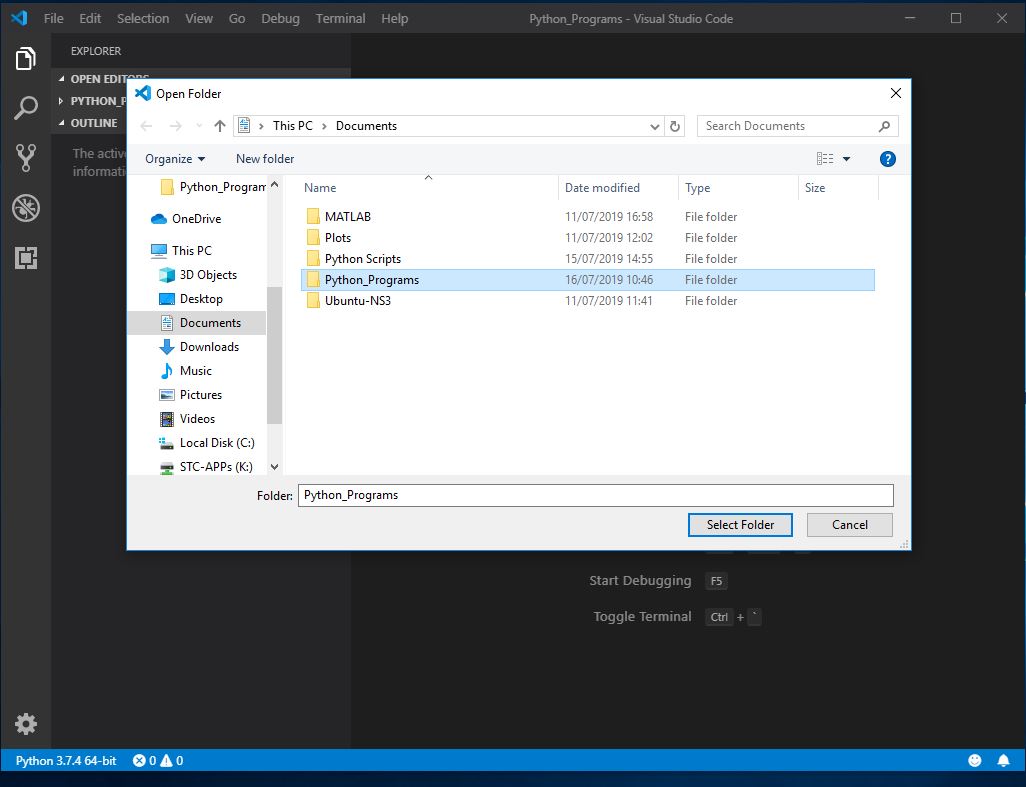 File Edit Selection View Go Debug Terminal Help Python_Programs - Visual Studio Code
EXPLORER
OPEN EDITORS
PYTHON_P
OUTLINE
The active
informati
Open Folder
This PC > Documents
Search Documents
Organize New folder
Name Date modified Type Size
Python_Program
OneDrive
This PC
3D Objects
Desktop
Documents
Downloads
Music
Pictures
Videos
Local Disk (C:)
STC-APPs (K:)
MATLAB 11/07/2019 16:58 File folder
Plots 11/07/2019 12:02 File folder
Python Scripts 15/07/2019 14:55 File folder
Python_Programs 16/07/2019 10:46 File folder
Ubuntu-NS3 11/07/2019 11:41 File folder
Folder: Python_Programs
Select Folder Cancel
Start Debugging F5
Toggle Terminal Ctrl + `
Python 3.7.4 64-bit 0 0